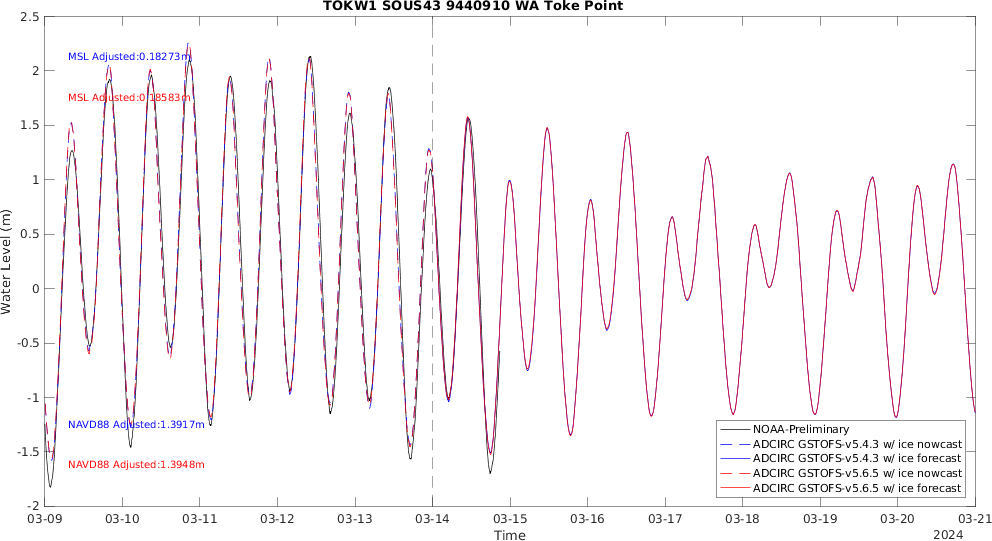 TOKW1 SOUS43 9440910 WA Toke Point
2.5
2
1.5
1
0.5
0
-0.5
-1
-1.5
-2
Water Level (m)
MSL Adjusted:0.18273m
MSL Adjusted:0.18583m
NAVD88 Adjusted:1.3917m
NAVD88 Adjusted:1.3948m
NOAA-Preliminary
ADCIRC GSTOFS-v5.4.3 w/ ice nowcast
ADCIRC GSTOFS-v5.4.3 w/ ice forecast
ADCIRC GSTOFS-v5.6.5 w/ ice nowcast
ADCIRC GSTOFS-v5.6.5 w/ ice forecast
03-09 03-10 03-11 03-12 03-13 03-14 03-15 03-16 03-17 03-18 03-19 03-20 03-21
Time
2024